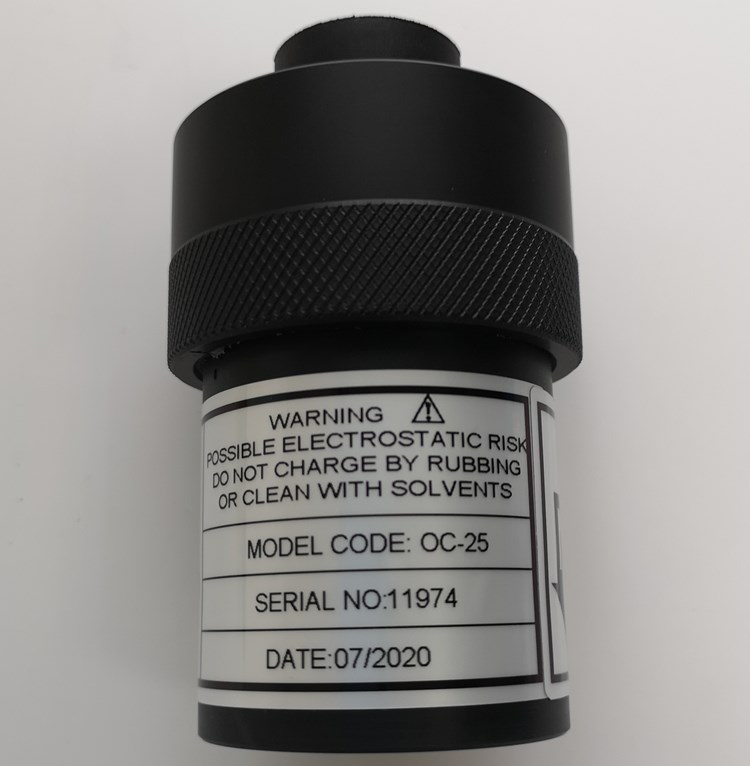 WARNING
POSSIBLE ELECTROSTATIC RISK
DO NOT CHARGE BY RUBBING
OR CLEAN WITH SOLVENTS
MODEL CODE: OC-25
SERIAL NO:11974
DATE:07/2020